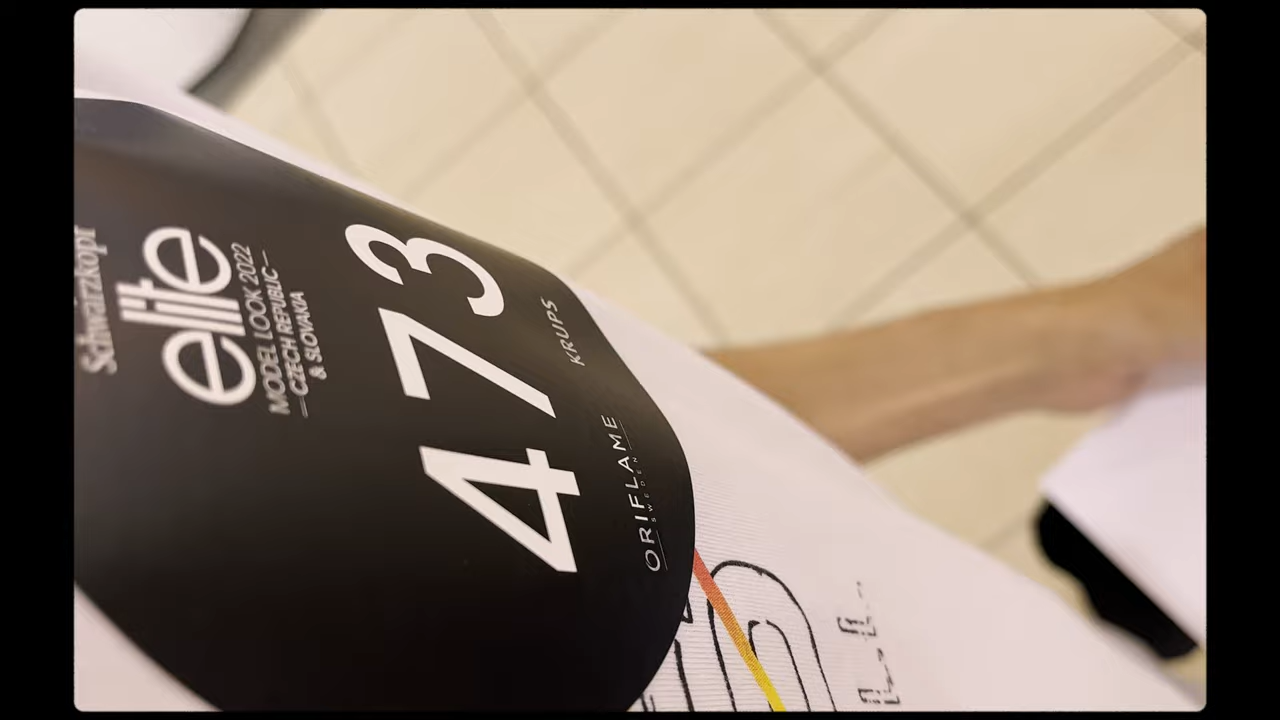 Schwarzkopf
elite
MODEL LOOK 2022
CZECH REPUBLIC
& SLOVAKIA
473
ORIFLAME
SWEDEN
KRUPS